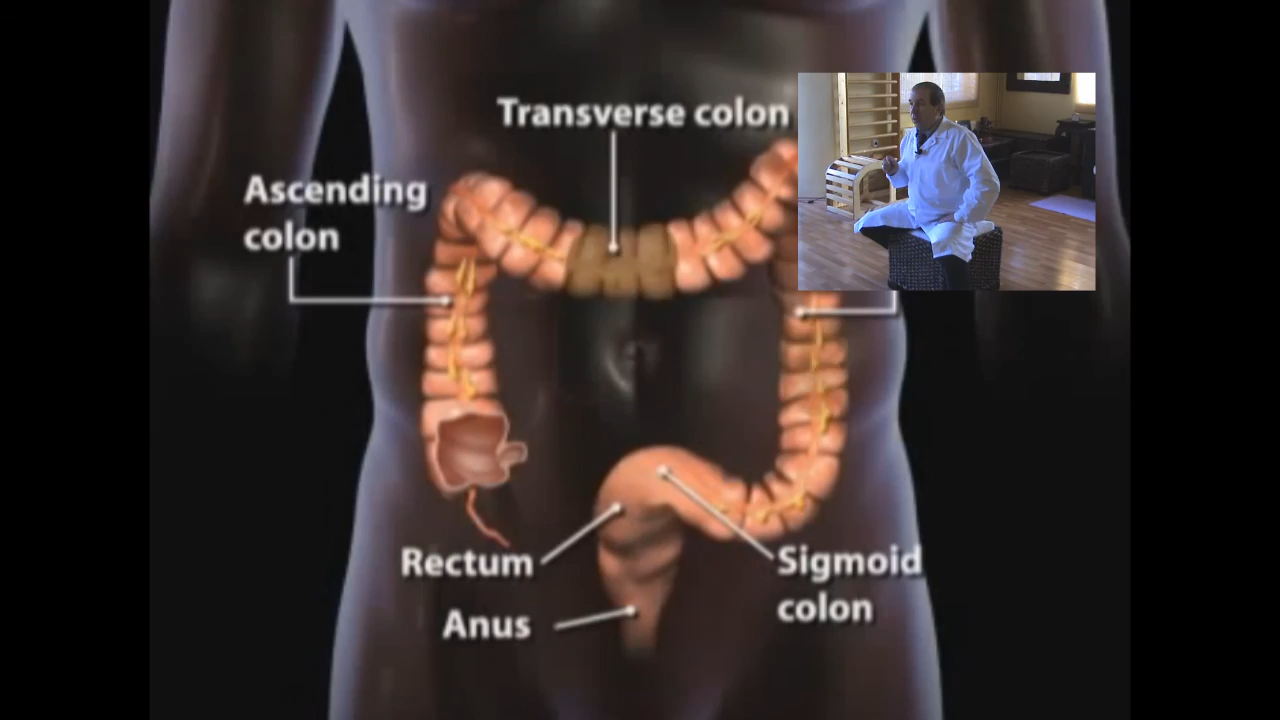 Transverse colon
Ascending
colon
Rectum
Sigmoid
colon
Anus